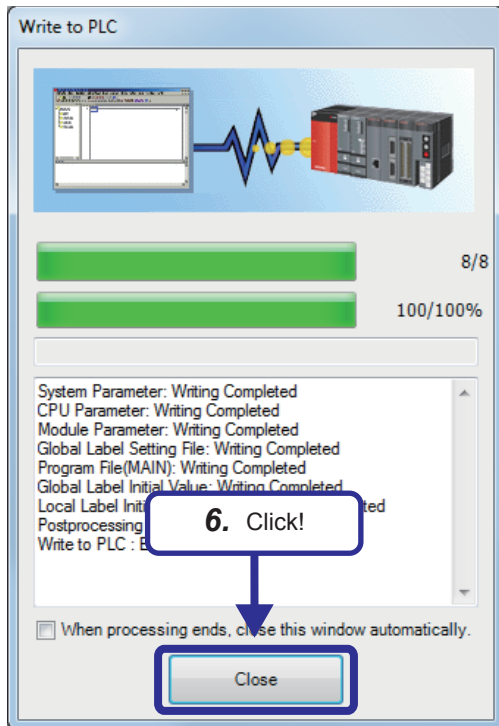 Write to PLC
8/8
100/100%
System Parameter: Writing Completed
CPU Parameter: Writing Completed
Module Parameter: Writing Completed
Global Label Setting File: Writing Completed
Program File(MAIN): Writing Completed
Global Label Initial Value: Writing Completed
Local Label
Postprocessing
Write to PLC :
6. Click!
When processing ends, close this window automatically.
Close